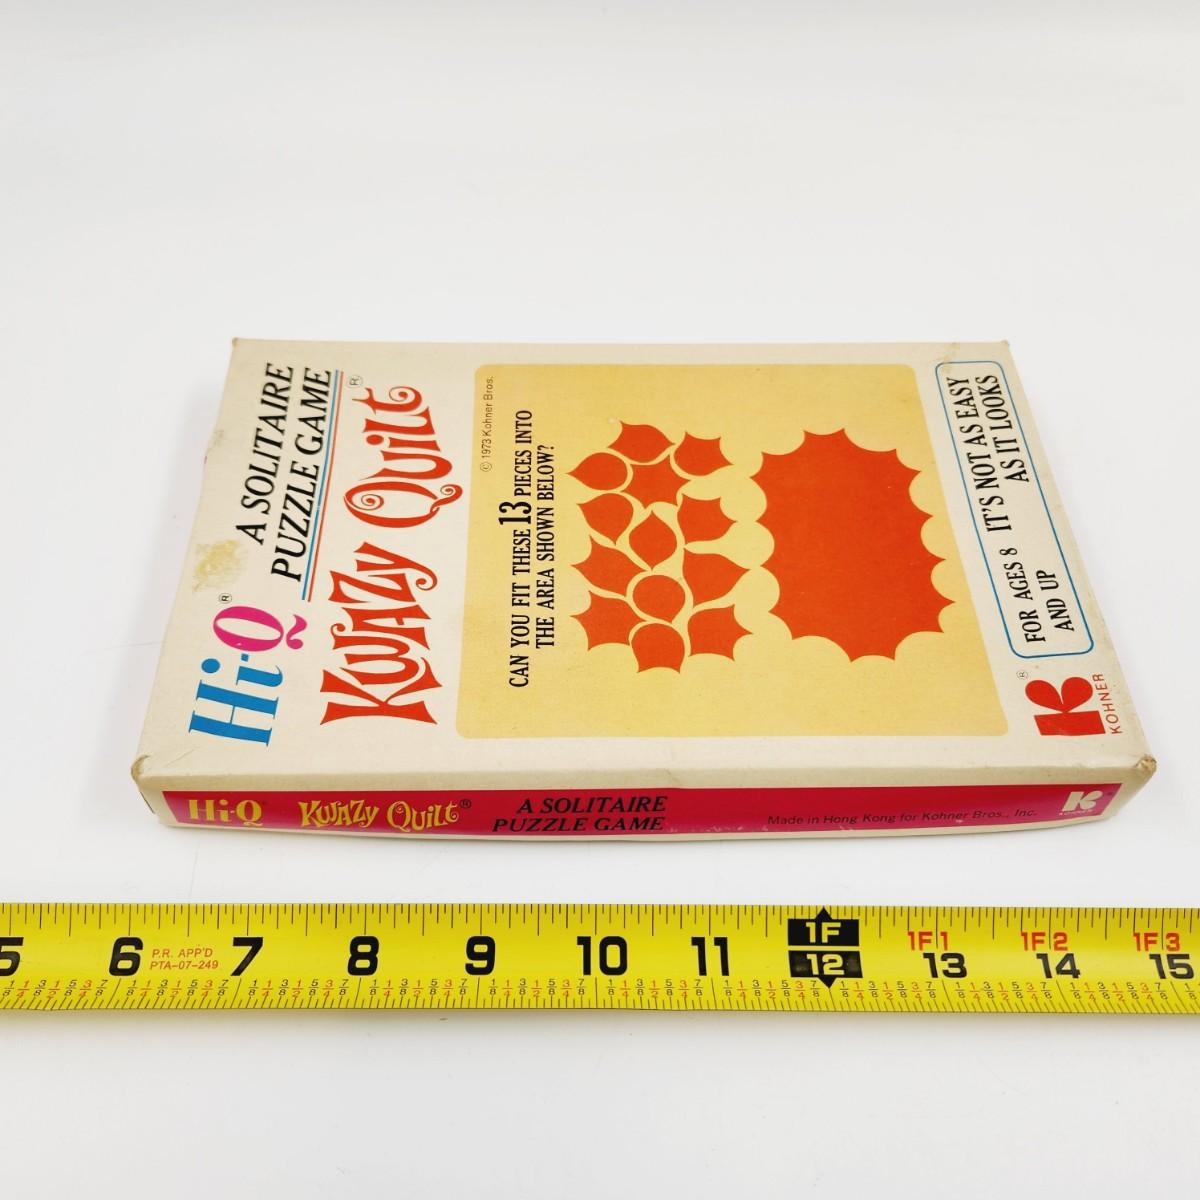 Hi-Q®
A SOLITAIRE
PUZZLE GAME
KWAZY QUILT®
© 1973 Kohner Bros.
CAN YOU FIT THESE 13 PIECES INTO
THE AREA SHOWN BELOW?
FOR AGES 8
AND UP
IT'S NOT AS EASY
AS IT LOOKS
K®
KOHNER
Hi-Q KWAZY QUILT®
A SOLITAIRE
PUZZLE GAME
Made in Hong Kong for Kohner Bros., Inc.
K
1F 1F1 1F2 1F3
5 6 7 8 9 10 11 12 13 14 15
P.R. APP'D
PTA-07-249